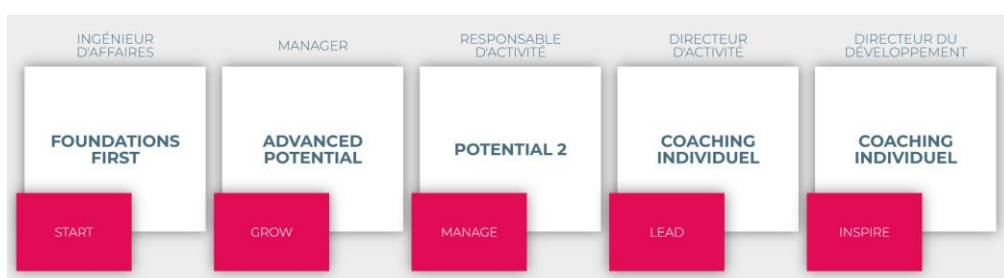 INGÉNIEUR
D'AFFAIRES
MANAGER
RESPONSABLE
D'ACTIVITÉ
DIRECTEUR
D'ACTIVITÉ
DIRECTEUR DU
DÉVELOPPEMENT
FOUNDATIONS
FIRST
ADVANCED
POTENTIAL
POTENTIAL 2
COACHING
INDIVIDUEL
COACHING
INDIVIDUEL
START
GROW
MANAGE
LEAD
INSPIRE